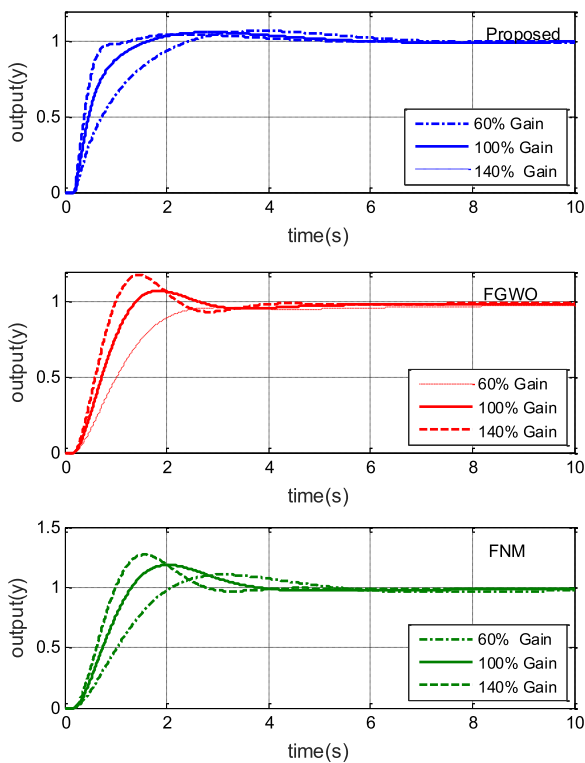 Proposed
1
0.5
0
output(y)
60% Gain
100% Gain
140% Gain
0 2 4 6 8 10
time(s)
FGWO
1
0.5
0
output(y)
60% Gain
100% Gain
140% Gain
0 2 4 6 8 10
time(s)
FNM
1.5
1
0.5
0
output(y)
60% Gain
100% Gain
140% Gain
0 2 4 6 8 10
time(s)